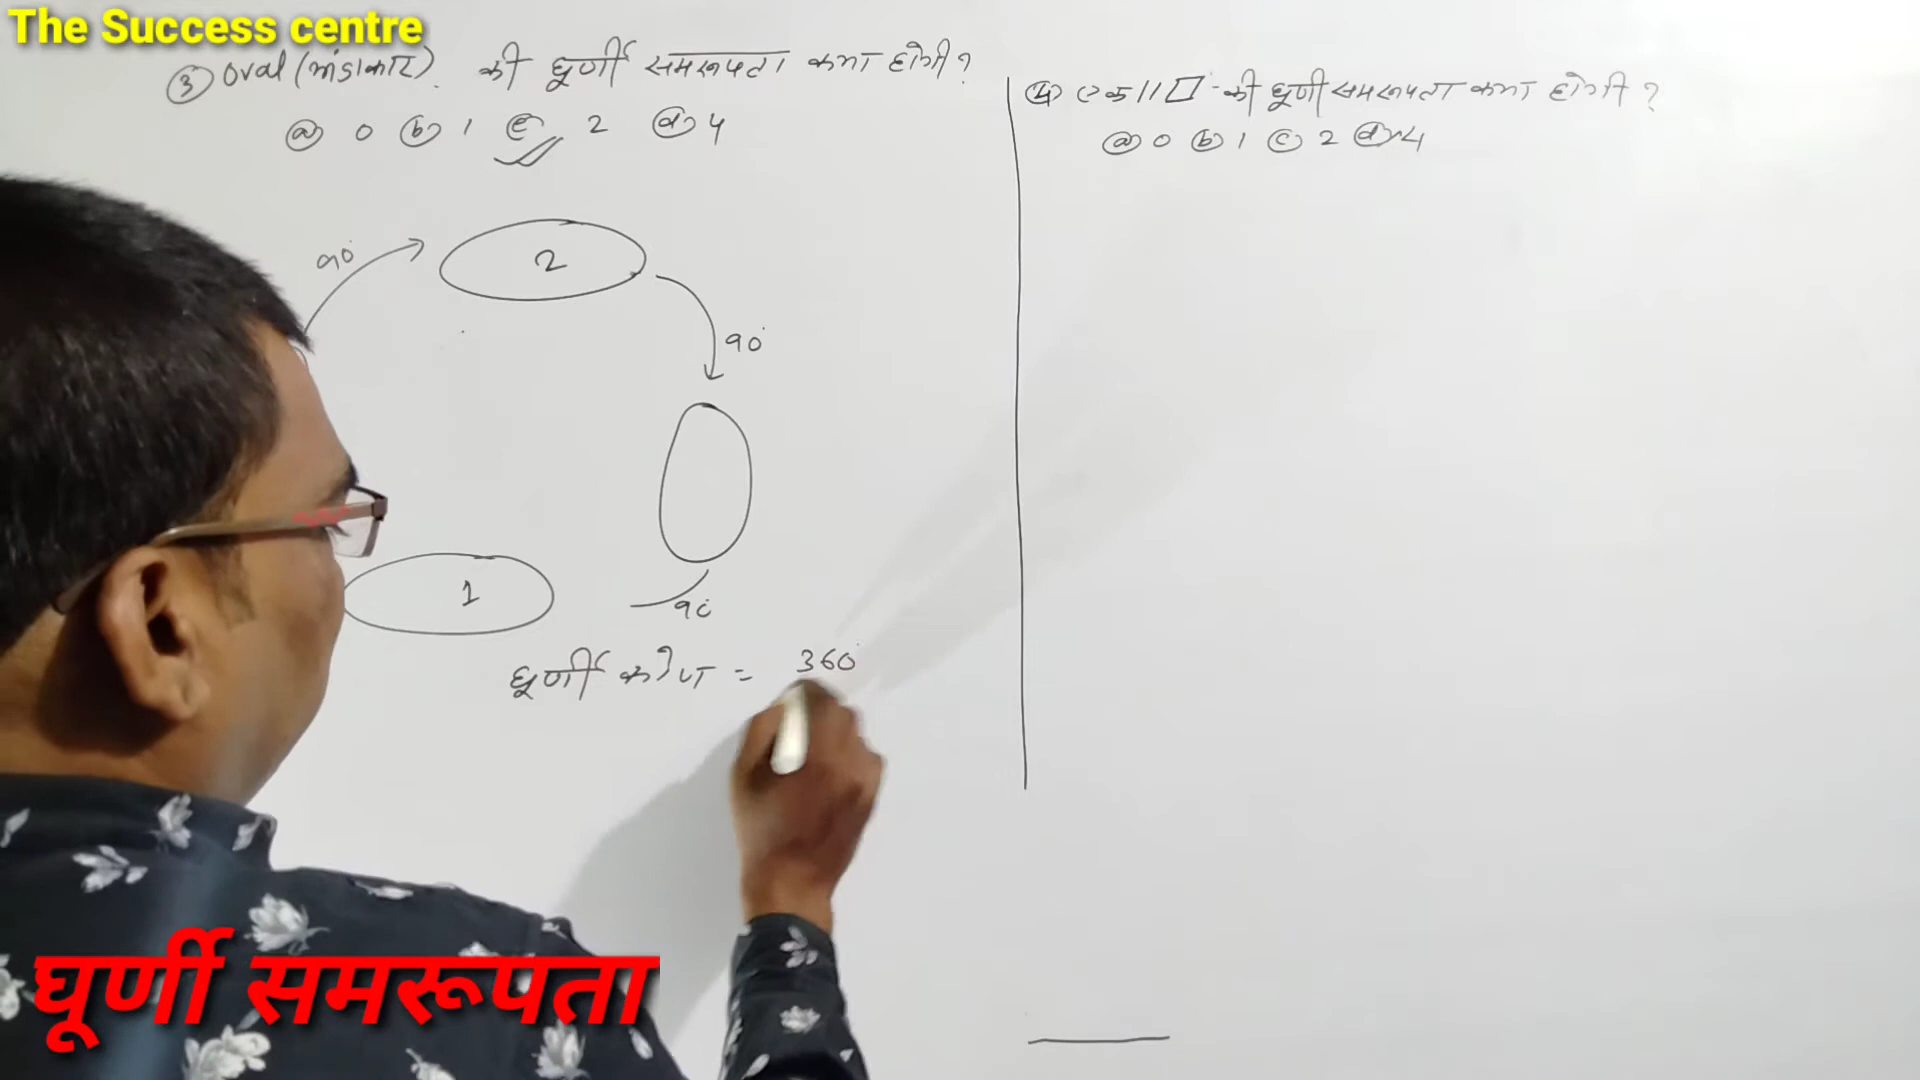 The Success centre
③ oval (अंडाकार). की घूर्णी समरूपता क्या होगी?
ⓐ 0 ⓑ 1 ⓒ 2 ⓓ 4
90°
2
90°
1
90°
घूर्णी कोण = 360°
④ एक //▱ की घूर्णी समरूपता क्या होगी?
ⓐ 0 ⓑ 1 ⓒ 2 ⓓ 4
घूर्णी समरूपता